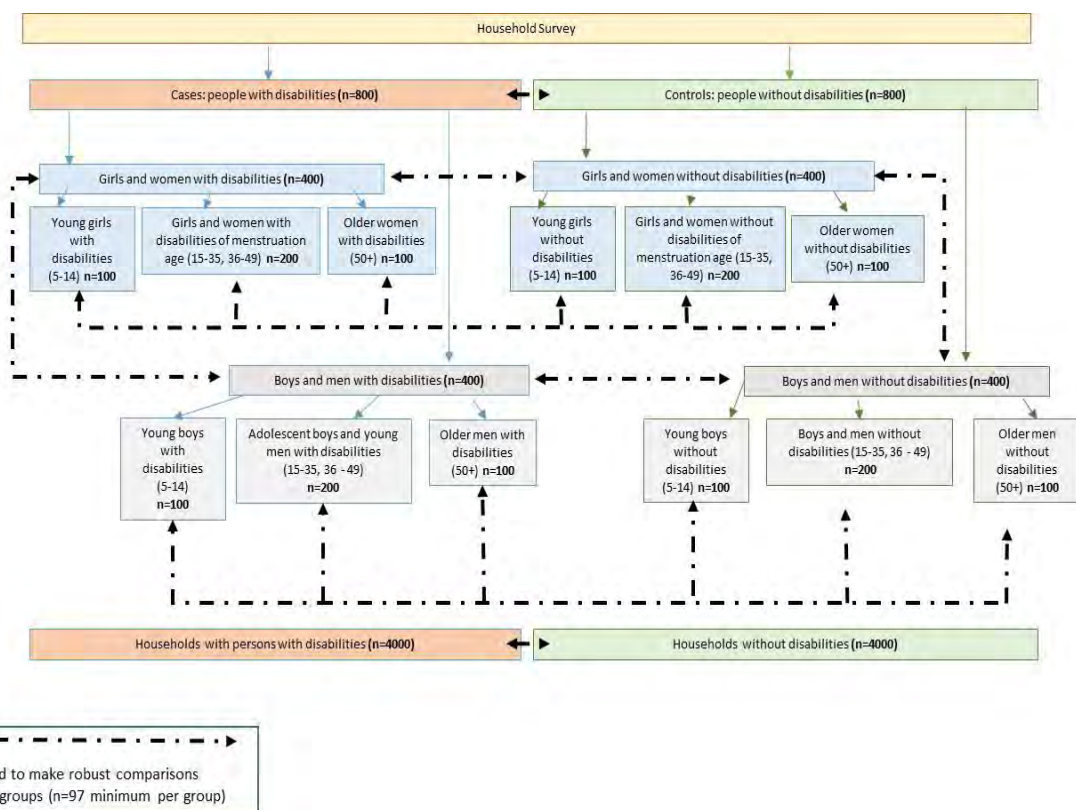 Household Survey
Cases: people with disabilities (n=800)
Controls: people without disabilities (n=800)
Girls and women with disabilities (n=400)
Girls and women without disabilities (n=400)
Young girls
with
disabilities
(5-14) n=100
Girls and women with
disabilities of menstruation
age (15-35, 36-49) n=200
Older women
with disabilities
(50+) n=100
Young girls
without
disabilities
(5-14) n=100
Girls and women without
disabilities of
menstruation age (15-35,
36-49) n=200
Older women
without disabilities
(50+) n=100
Boys and men with disabilities (n=400)
Boys and men without disabilities (n=400)
Young boys
with
disabilities
(5-14)
n=100
Adolescent boys and young
men with disabilities
(15-35, 36 - 49)
n=200
Older men with
disabilities
(50+) n=100
Young boys
without
disabilities
(5-14) n=100
Boys and men without
disabilities (15-35, 36 - 49)
n=200
Older men
without
disabilities
(50+) n=100
Households with persons with disabilities (n=4000)
Households without disabilities (n=4000)
to make robust comparisons
groups (n=97 minimum per group)